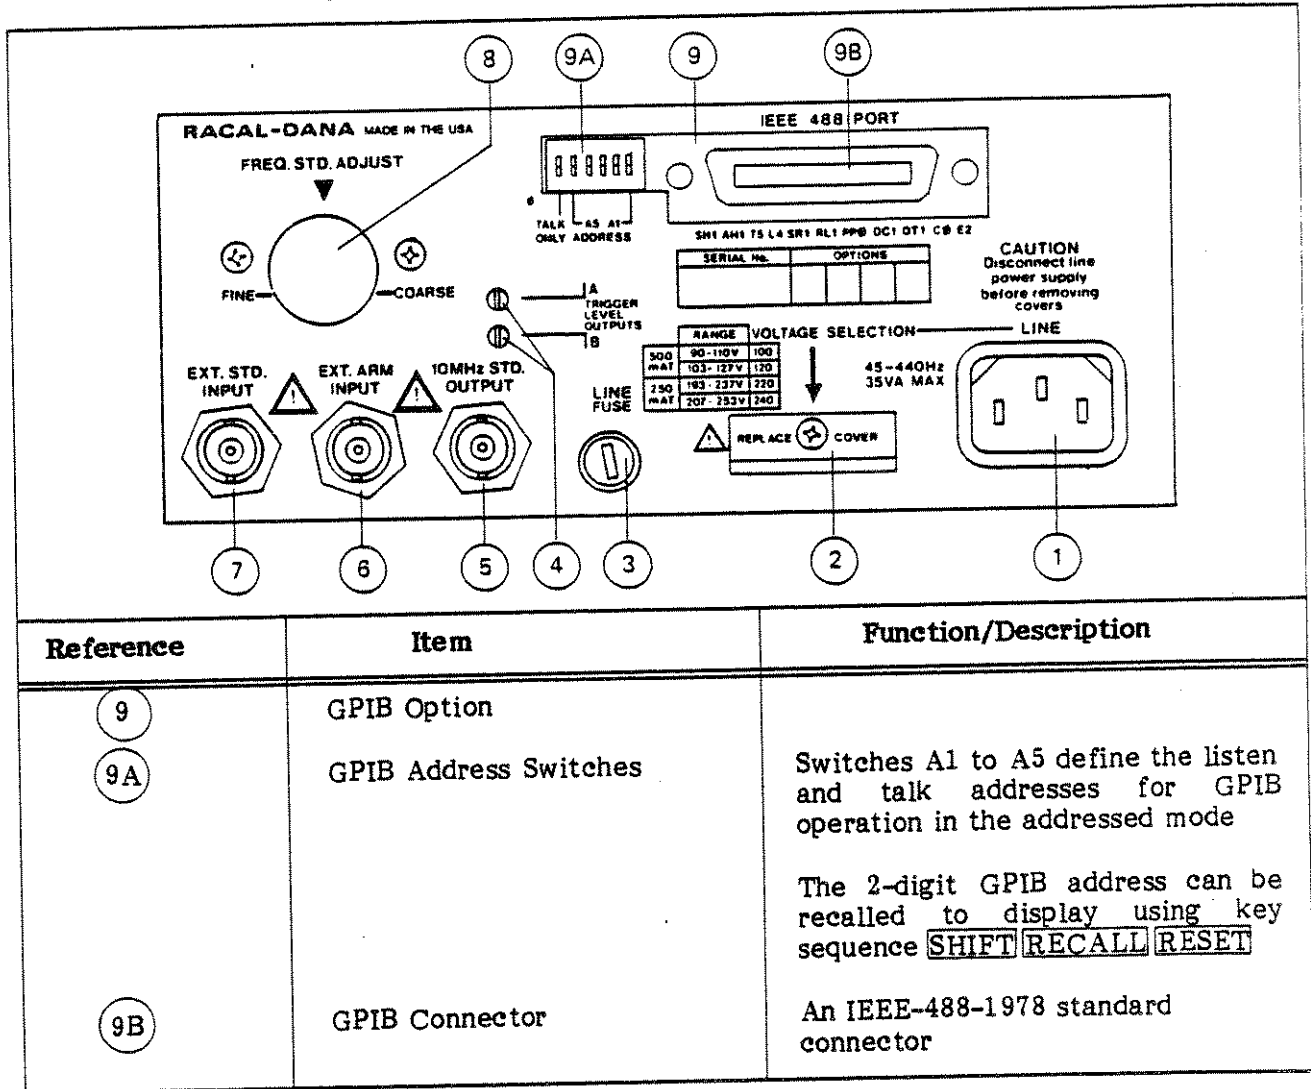 8 9A 9 9B
RACAL-DANA MADE IN THE USA
IEEE 488 PORT
FREQ. STD. ADJUST
TALK A5 A1
ONLY ADDRESS
SH1 AH1 T5 L4 SR1 RL1 PPØ DC1 DT1 CØ E2
SERIAL No. OPTIONS
CAUTION
Disconnect line
power supply
before removing
covers
FINE COARSE
A
TRIGGER
LEVEL
OUTPUTS
B
RANGE VOLTAGE SELECTION LINE
500 mAT 90-110V 100
103-127V 120
250 mAT 193-237V 220
207-253V 240
45-440Hz
35VA MAX
EXT. STD.
INPUT
EXT. ARM
INPUT
10MHz STD.
OUTPUT
LINE
FUSE
! ! !
REPLACE COVER
7 6 5 4 3 2 1
Reference Item Function/Description
9 GPIB Option
9A GPIB Address Switches Switches A1 to A5 define the listen
and talk addresses for GPIB
operation in the addressed mode
The 2-digit GPIB address can be
recalled to display using key
sequence SHIFT RECALL RESET
9B GPIB Connector An IEEE-488-1978 standard
connector